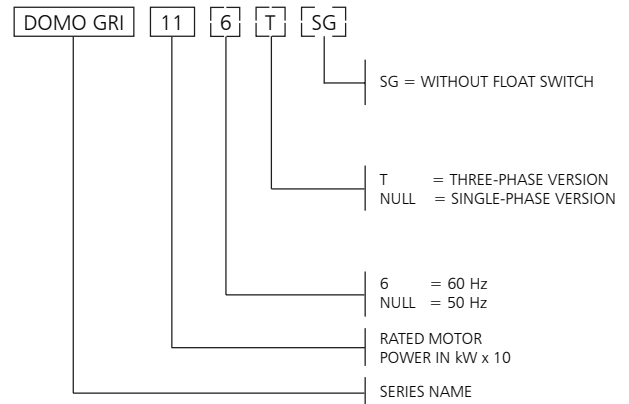 DOMO GRI 11 6 T SG
SG = WITHOUT FLOAT SWITCH
T = THREE-PHASE VERSION
NULL = SINGLE-PHASE VERSION
6 = 60 Hz
NULL = 50 Hz
RATED MOTOR
POWER IN kW x 10
SERIES NAME